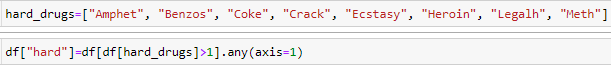 hard_drugs=["Amphet", "Benzos", "Coke", "Crack", "Ecstasy", "Heroin", "Legalh", "Meth"]
df["hard"]=df[df[hard_drugs]>1].any(axis=1)